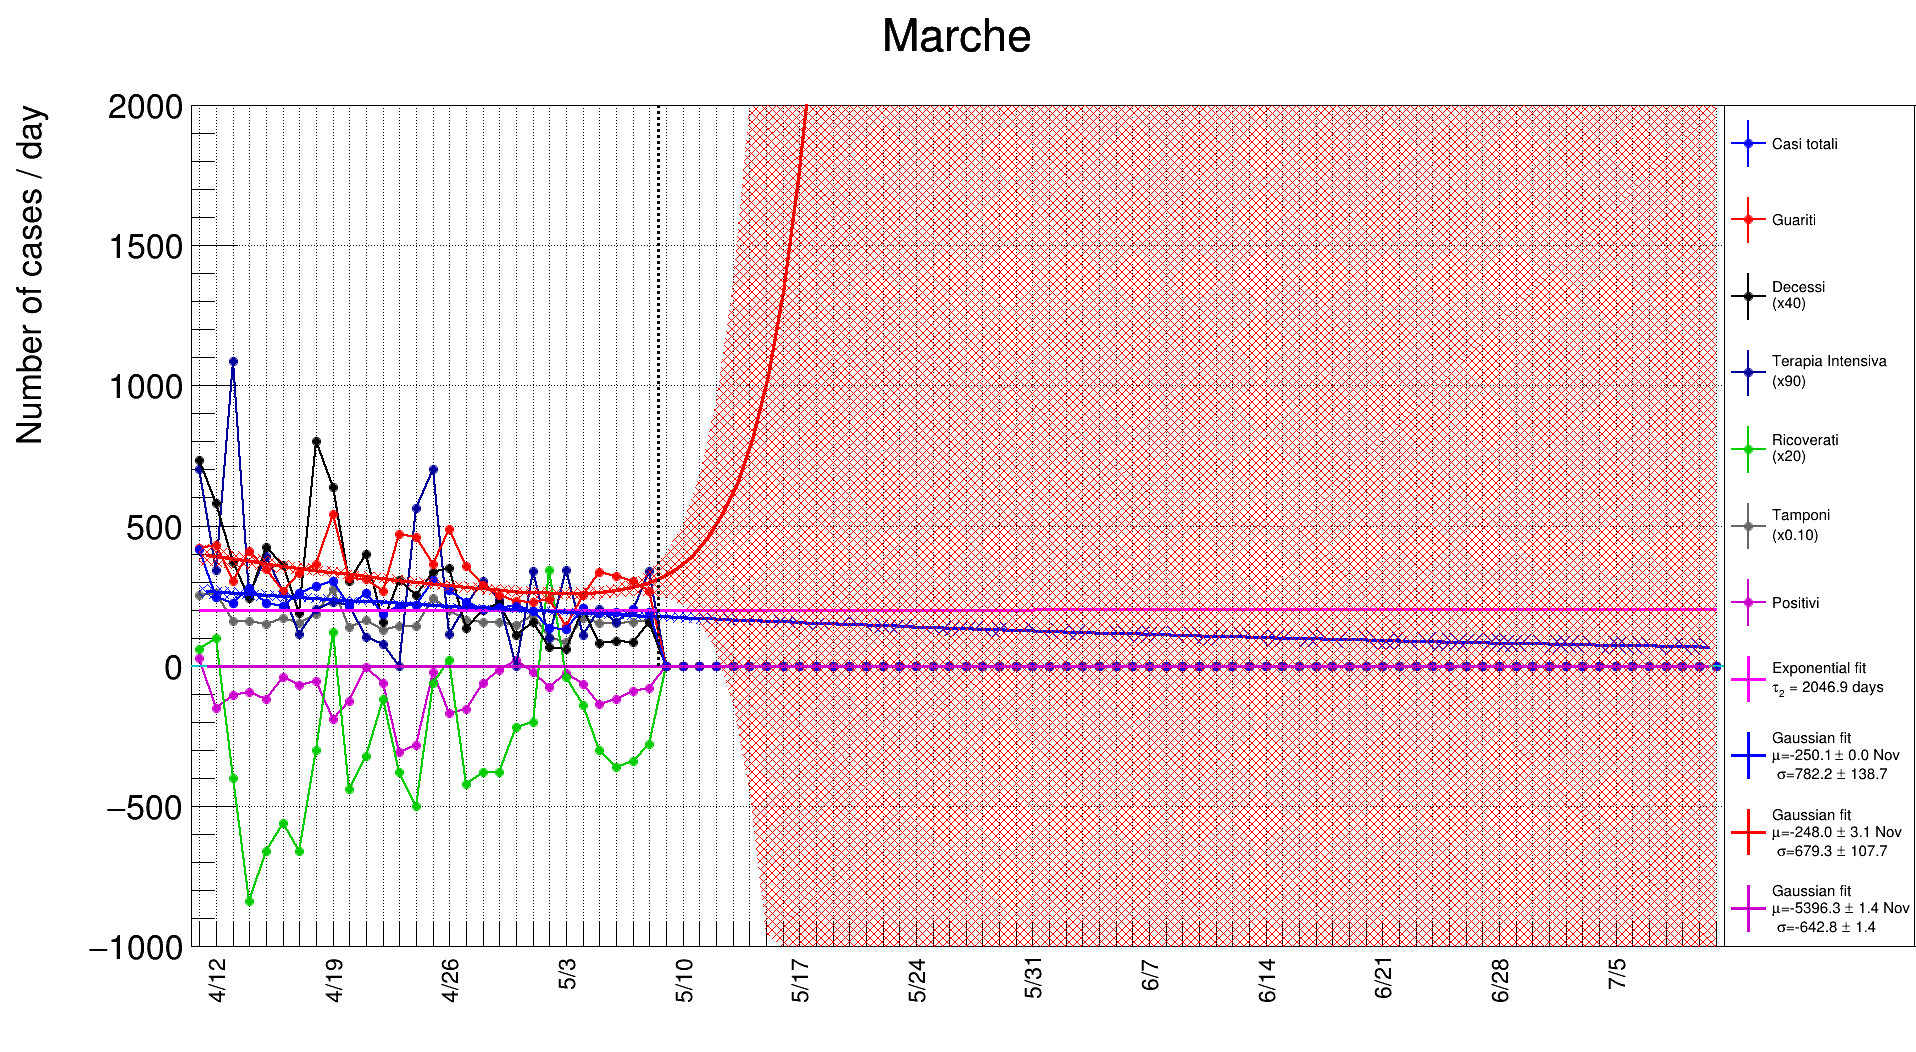 Marche
Number of cases / day
2000
1500
1000
500
0
−500
−1000
4/12
4/19
4/26
5/3
5/10
5/17
5/24
5/31
6/7
6/14
6/21
6/28
7/5
Casi totali
Guariti
Decessi
(x40)
Terapia Intensiva
(x90)
Ricoverati
(x20)
Tamponi
(x0.10)
Positivi
Exponential fit
τ2 = 2046.9 days
Gaussian fit
μ=-250.1 ± 0.0 Nov
σ=782.2 ± 138.7
Gaussian fit
μ=-248.0 ± 3.1 Nov
σ=679.3 ± 107.7
Gaussian fit
μ=-5396.3 ± 1.4 Nov
σ=-642.8 ± 1.4